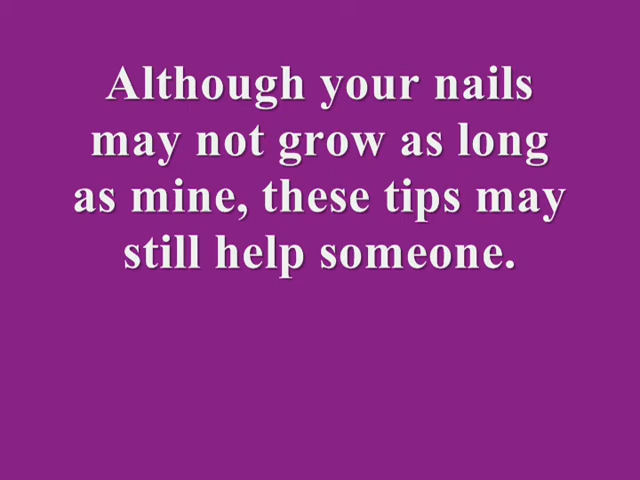 Although your nails
may not grow as long
as mine, these tips may
still help someone.